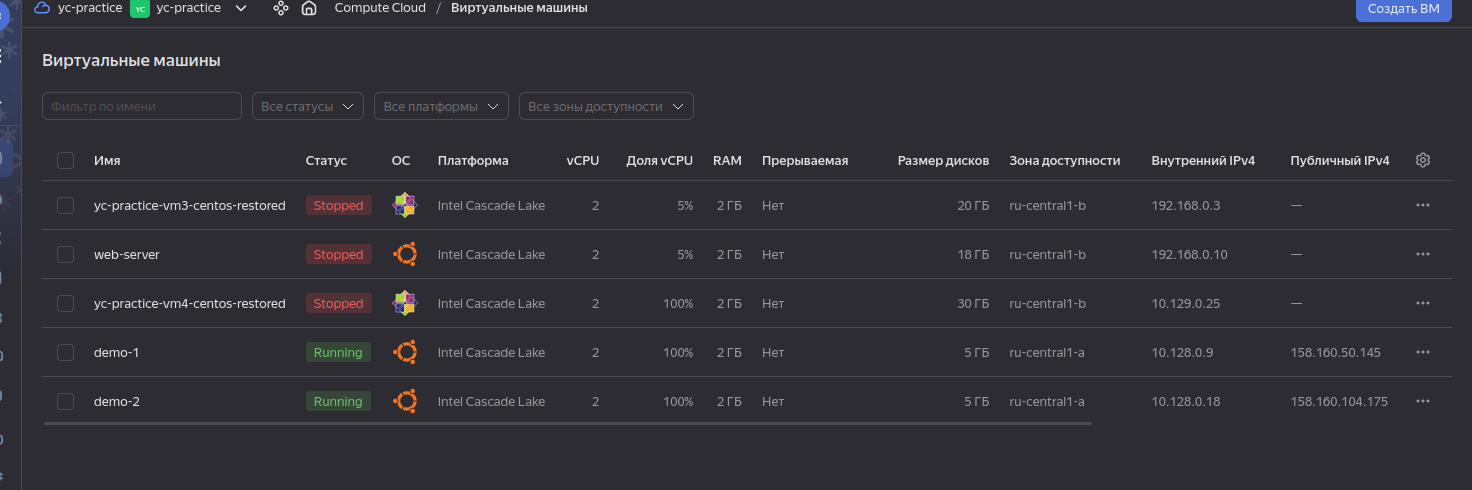 yc-practice YC yc-practice Compute Cloud / Виртуальные машины Создать ВМ
Виртуальные машины
Фильтр по имени Все статусы Все платформы Все зоны доступности
Имя Статус ОС Платформа vCPU Доля vCPU RAM Прерываемая Размер дисков Зона доступности Внутренний IPv4 Публичный IPv4
yc-practice-vm3-centos-restored Stopped Intel Cascade Lake 2 5% 2 ГБ Нет 20 ГБ ru-central1-b 192.168.0.3 —
web-server Stopped Intel Cascade Lake 2 5% 2 ГБ Нет 18 ГБ ru-central1-b 192.168.0.10 —
yc-practice-vm4-centos-restored Stopped Intel Cascade Lake 2 100% 2 ГБ Нет 30 ГБ ru-central1-b 10.129.0.25 —
demo-1 Running Intel Cascade Lake 2 100% 2 ГБ Нет 5 ГБ ru-central1-a 10.128.0.9 158.160.50.145
demo-2 Running Intel Cascade Lake 2 100% 2 ГБ Нет 5 ГБ ru-central1-a 10.128.0.18 158.160.104.175